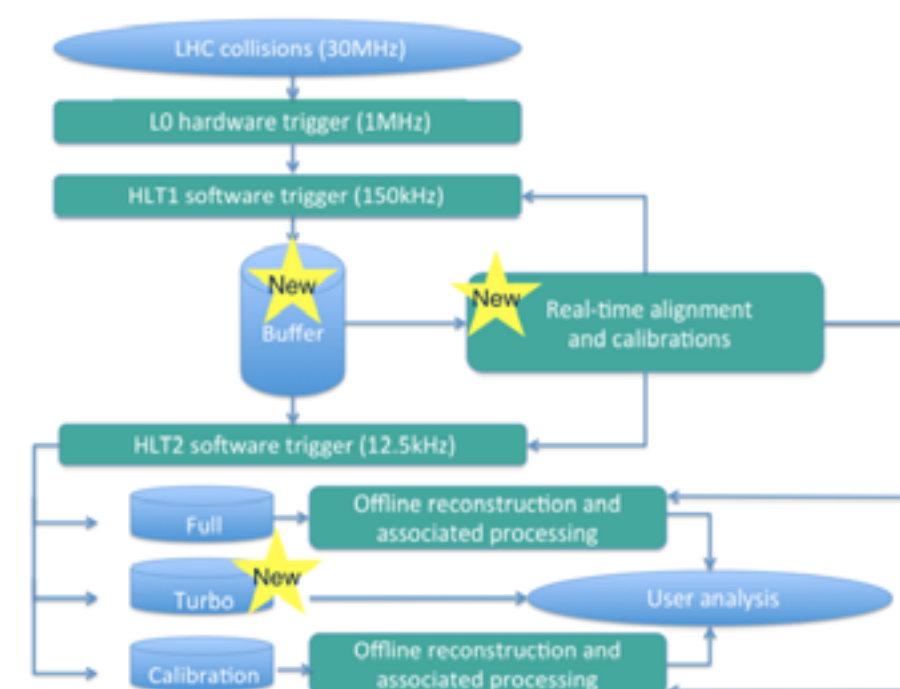 LHC collisions (30MHz)
L0 hardware trigger (1MHz)
HLT1 software trigger (150kHz)
New
Buffer
New
Real-time alignment
and calibrations
HLT2 software trigger (12.5kHz)
Full
Offline reconstruction and
associated processing
New
Turbo
User analysis
Calibration
Offline reconstruction and
associated processing